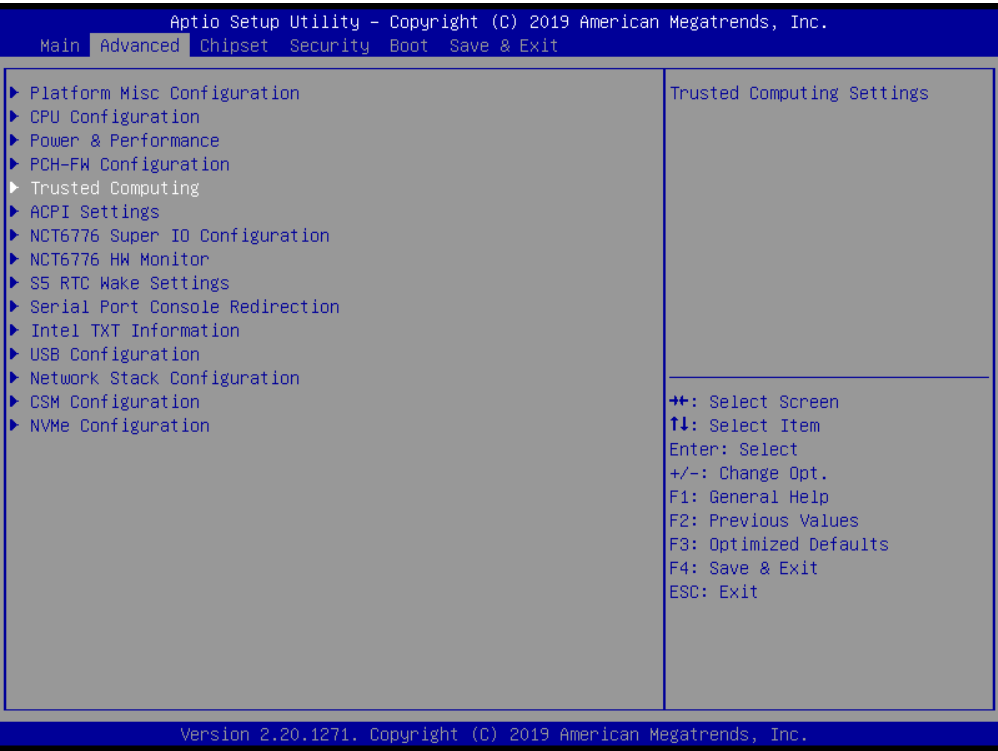 Aptio Setup Utility – Copyright (C) 2019 American Megatrends, Inc.
Main Advanced Chipset Security Boot Save & Exit
Platform Misc Configuration
CPU Configuration
Power & Performance
PCH-FW Configuration
Trusted Computing
ACPI Settings
NCT6776 Super IO Configuration
NCT6776 HW Monitor
S5 RTC Wake Settings
Serial Port Console Redirection
Intel TXT Information
USB Configuration
Network Stack Configuration
CSM Configuration
NVMe Configuration
Trusted Computing Settings
→←: Select Screen
↑↓: Select Item
Enter: Select
+/-: Change Opt.
F1: General Help
F2: Previous Values
F3: Optimized Defaults
F4: Save & Exit
ESC: Exit
Version 2.20.1271. Copyright (C) 2019 American Megatrends, Inc.